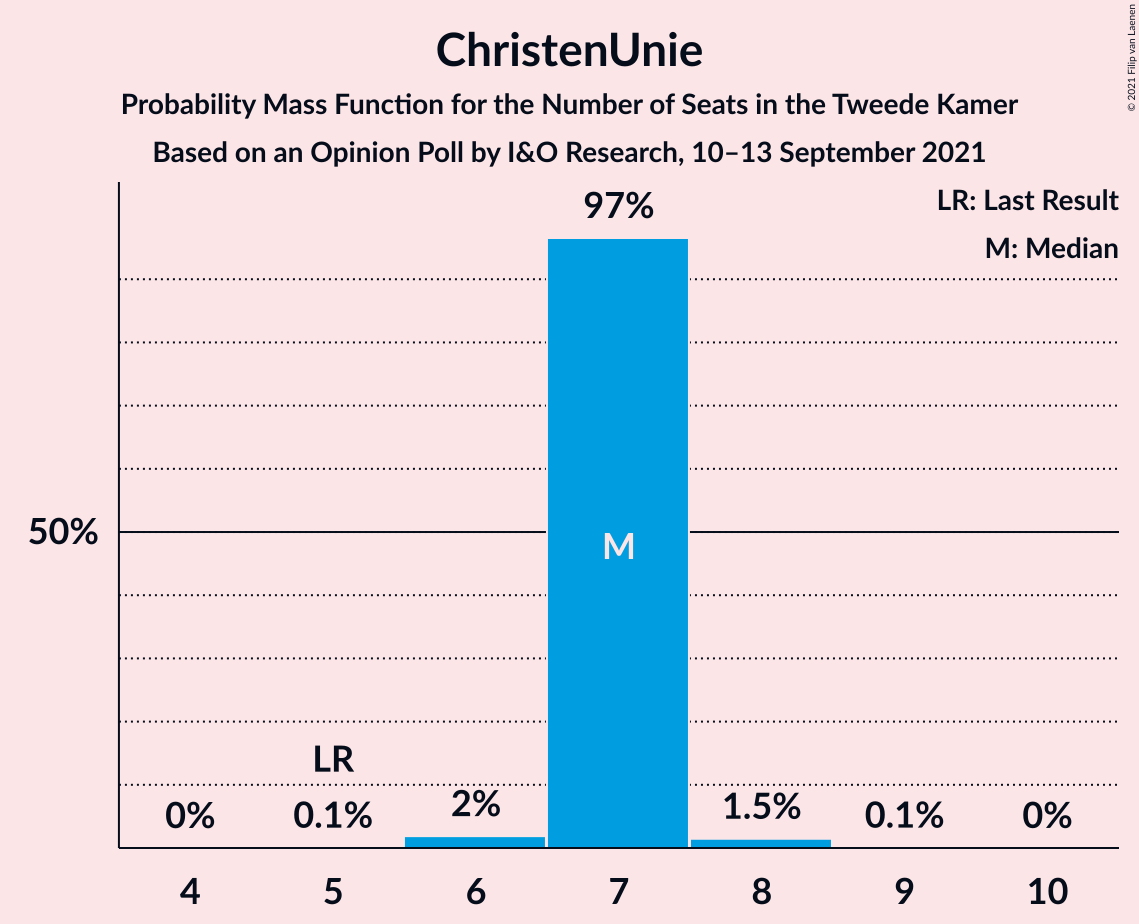 ChristenUnie
Probability Mass Function for the Number of Seats in the Tweede Kamer
Based on an Opinion Poll by I&O Research, 10–13 September 2021
© 2021 Filip van Laenen
LR: Last Result
M: Median
97%
50%
M
LR
0%
0.1%
2%
1.5%
0.1%
0%
4
5
6
7
8
9
10